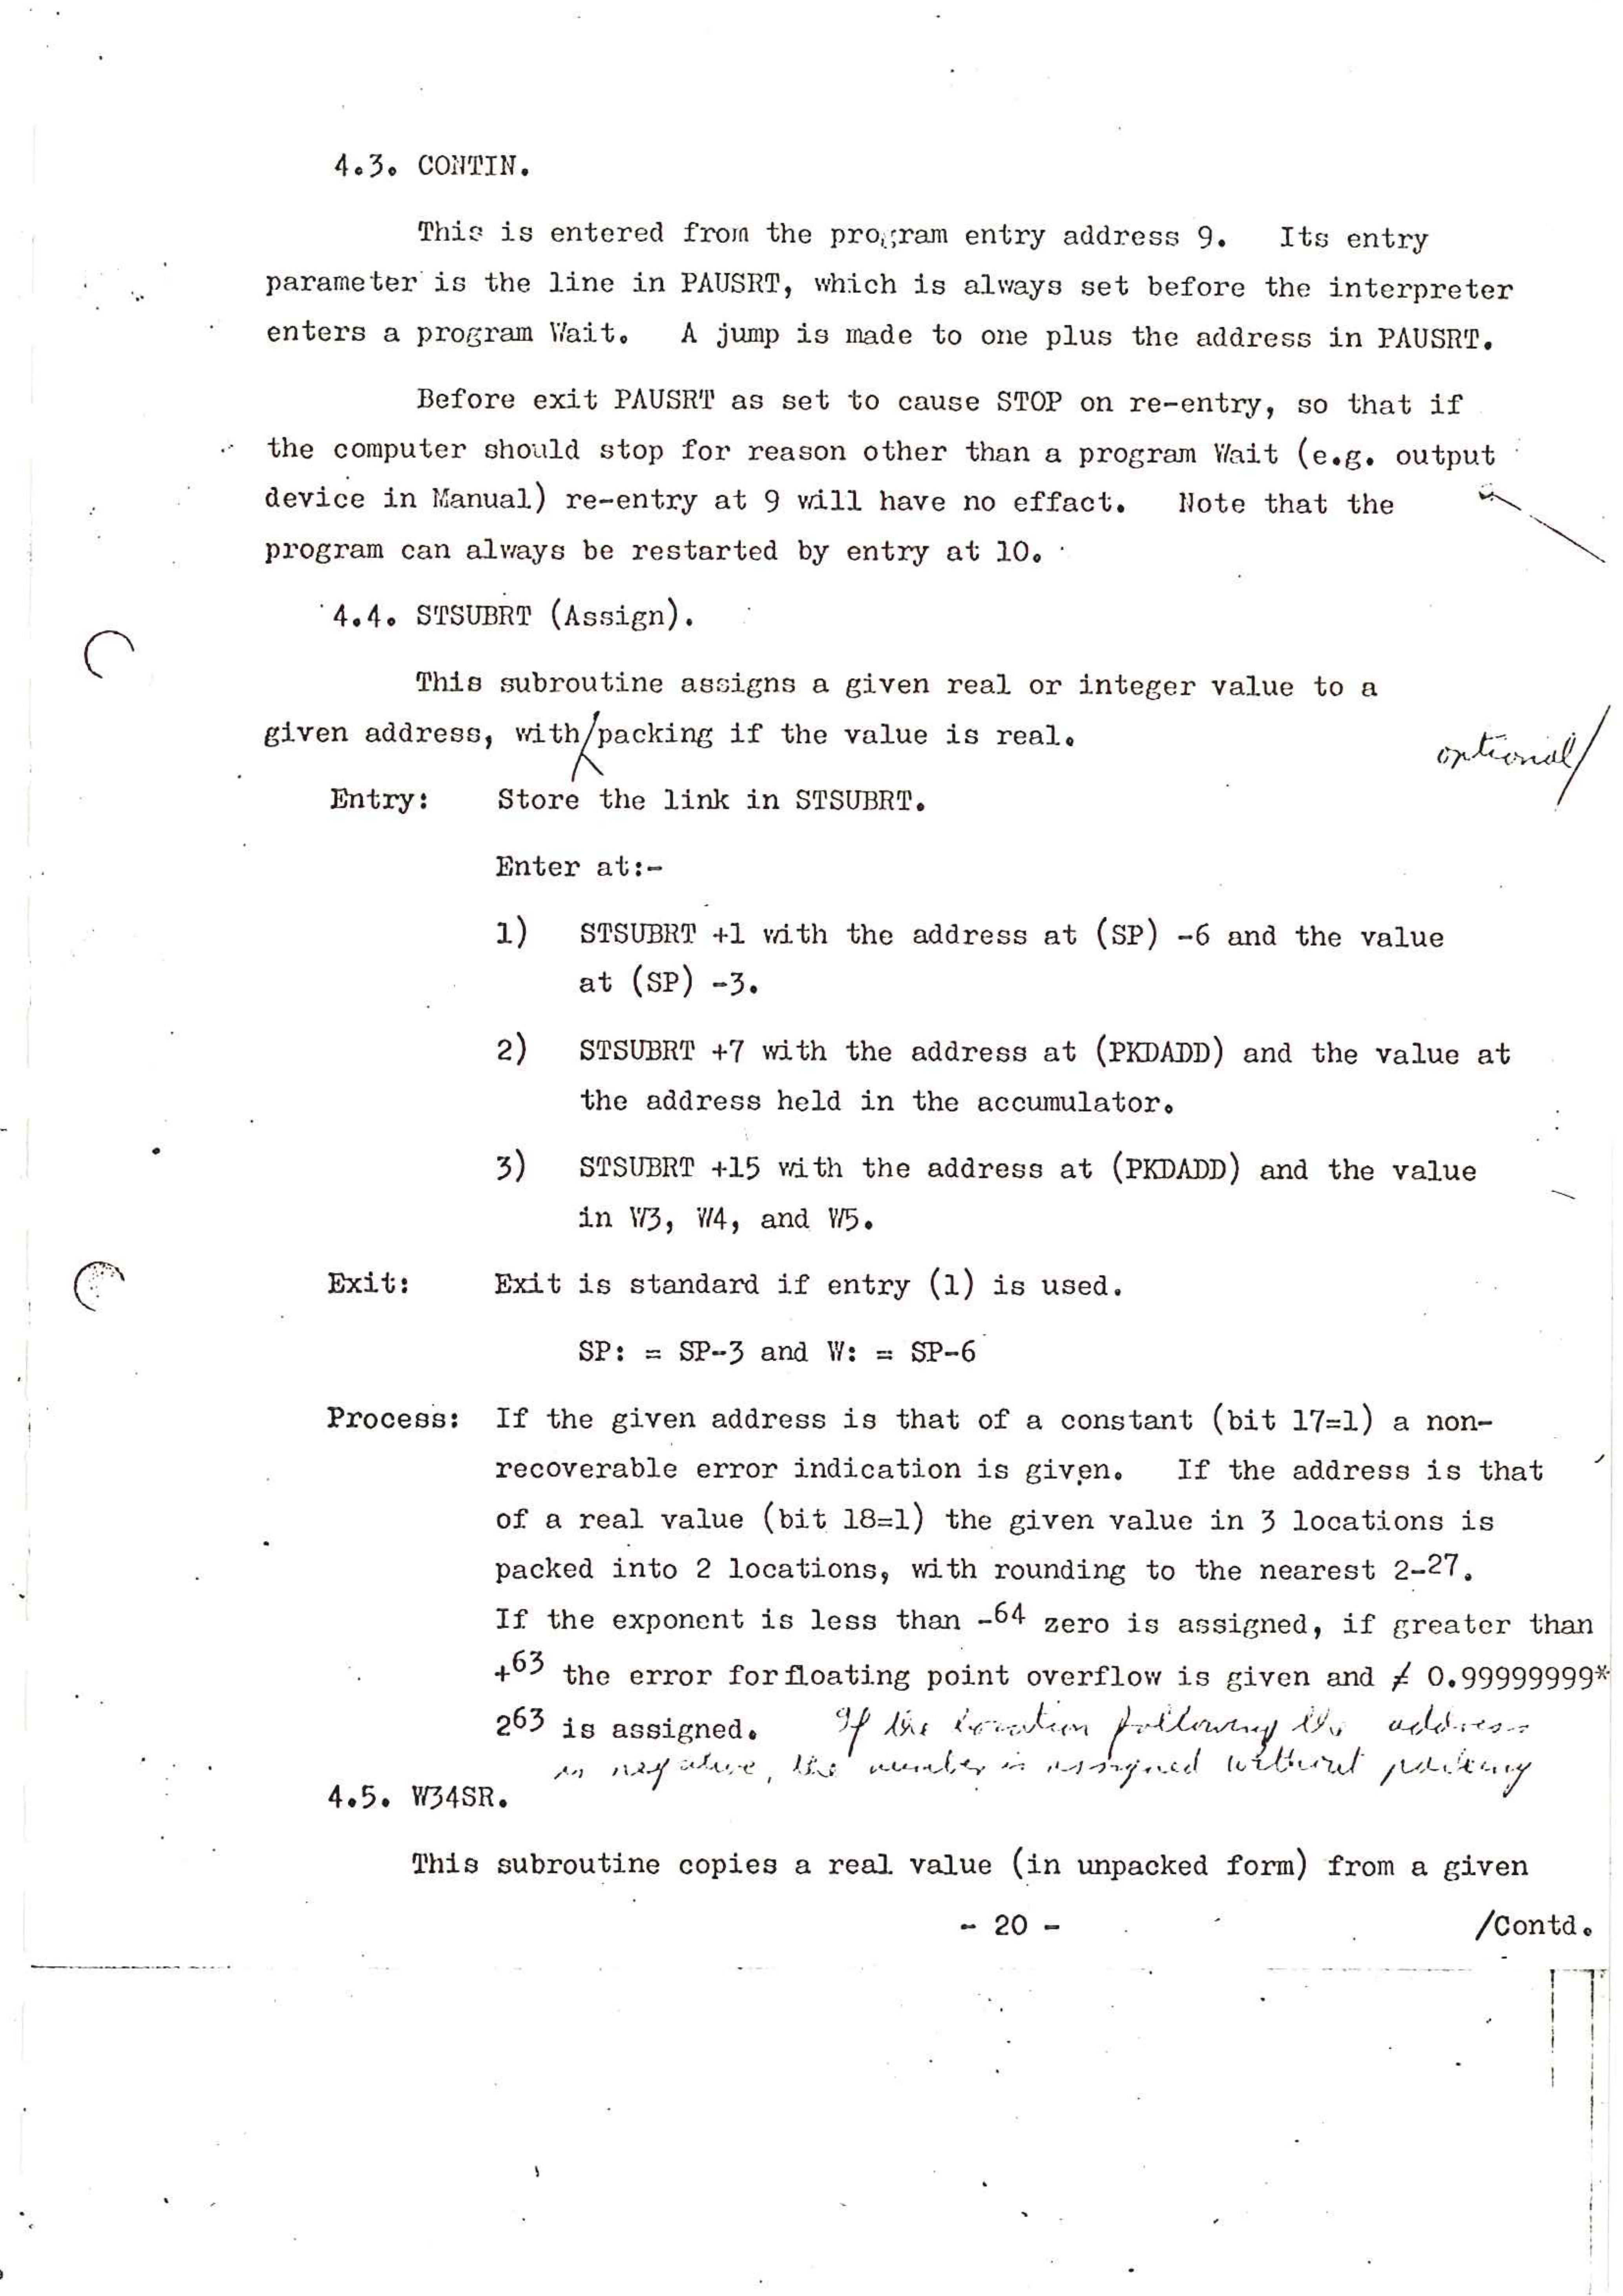 4.3. CONTIN.
This is entered from the program entry address 9. Its entry
parameter is the line in PAUSRT, which is always set before the interpreter
enters a program Wait. A jump is made to one plus the address in PAUSRT.
Before exit PAUSRT as set to cause STOP on re-entry, so that if
the computer should stop for reason other than a program Wait (e.g. output
device in Manual) re-entry at 9 will have no effact. Note that the
program can always be restarted by entry at 10.
4.4. STSUBRT (Assign).
This subroutine assigns a given real or integer value to a
given address, with/packing if the value is real. optional/
Entry: Store the link in STSUBRT.
Enter at:-
1) STSUBRT +1 with the address at (SP) -6 and the value
at (SP) -3.
2) STSUBRT +7 with the address at (PKDADD) and the value at
the address held in the accumulator.
3) STSUBRT +15 with the address at (PKDADD) and the value
in W3, W4, and W5.
Exit: Exit is standard if entry (1) is used.
SP: = SP-3 and W: = SP-6
Process: If the given address is that of a constant (bit 17=1) a non-
recoverable error indication is given. If the address is that
of a real value (bit 18=1) the given value in 3 locations is
packed into 2 locations, with rounding to the nearest 2-27.
If the exponent is less than -64 zero is assigned, if greater than
+63 the error for floating point overflow is given and ≠ 0.99999999*
263 is assigned. If the location following the address
is negative, the number is assigned without packing
4.5. W34SR.
This subroutine copies a real value (in unpacked form) from a given
- 20 - /Contd.